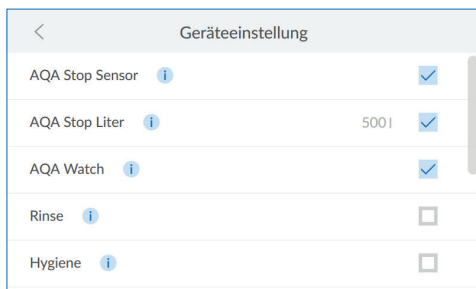 Geräteeinstellung
AQA Stop Sensor i
AQA Stop Liter i 500 l
AQA Watch i
Rinse i
Hygiene i